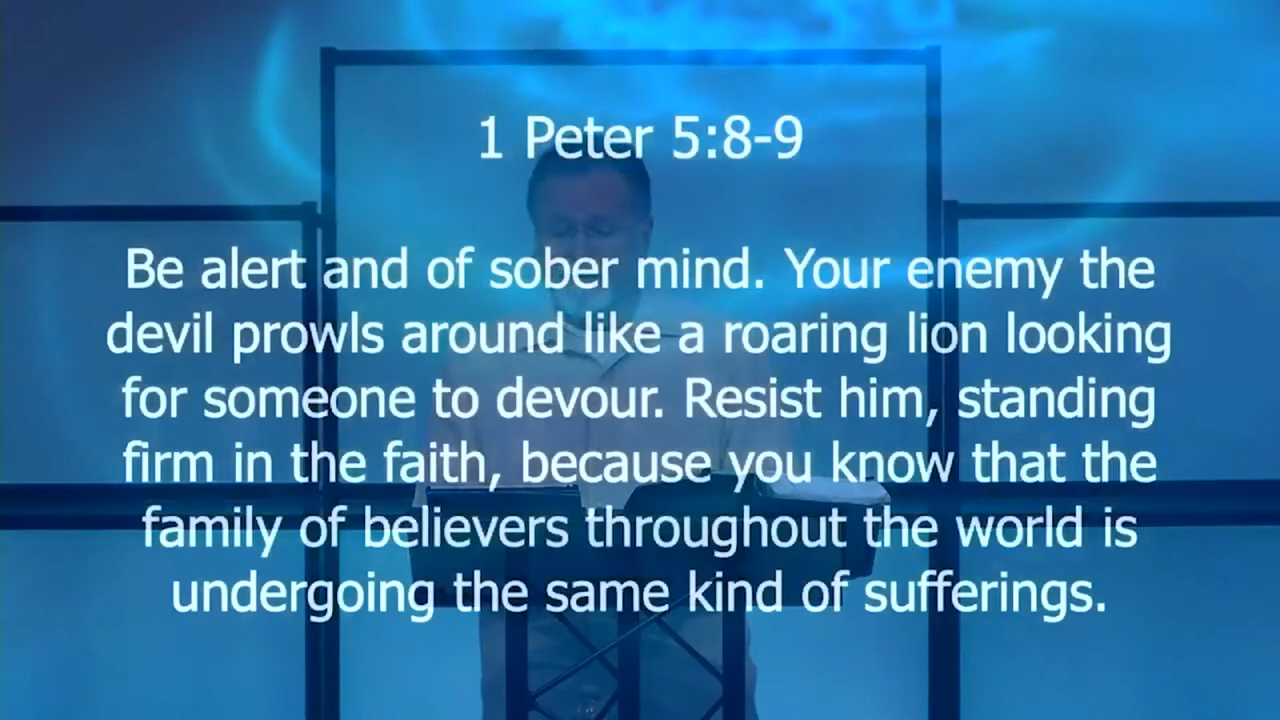 1 Peter 5:8-9
Be alert and of sober mind. Your enemy the
devil prowls around like a roaring lion looking
for someone to devour. Resist him, standing
firm in the faith, because you know that the
family of believers throughout the world is
undergoing the same kind of sufferings.